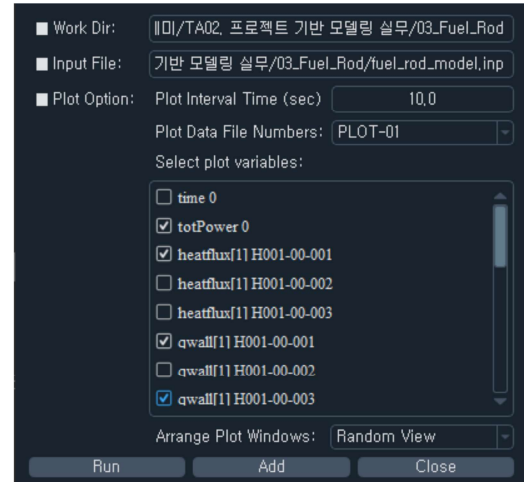 Work Dir: ㅔ미/TA02. 프로젝트 기반 모델링 실무/03_Fuel_Rod
Input File: 기반 모델링 실무/03_Fuel_Rod/fuel_rod_model.inp
Plot Option: Plot Interval Time (sec) 10.0
Plot Data File Numbers: PLOT-01
Select plot variables:
time 0
totPower 0
heatflux[1] H001-00-001
heatflux[1] H001-00-002
heatflux[1] H001-00-003
qwall[1] H001-00-001
qwall[1] H001-00-002
qwall[1] H001-00-003
Arrange Plot Windows: Random View
Run Add Close